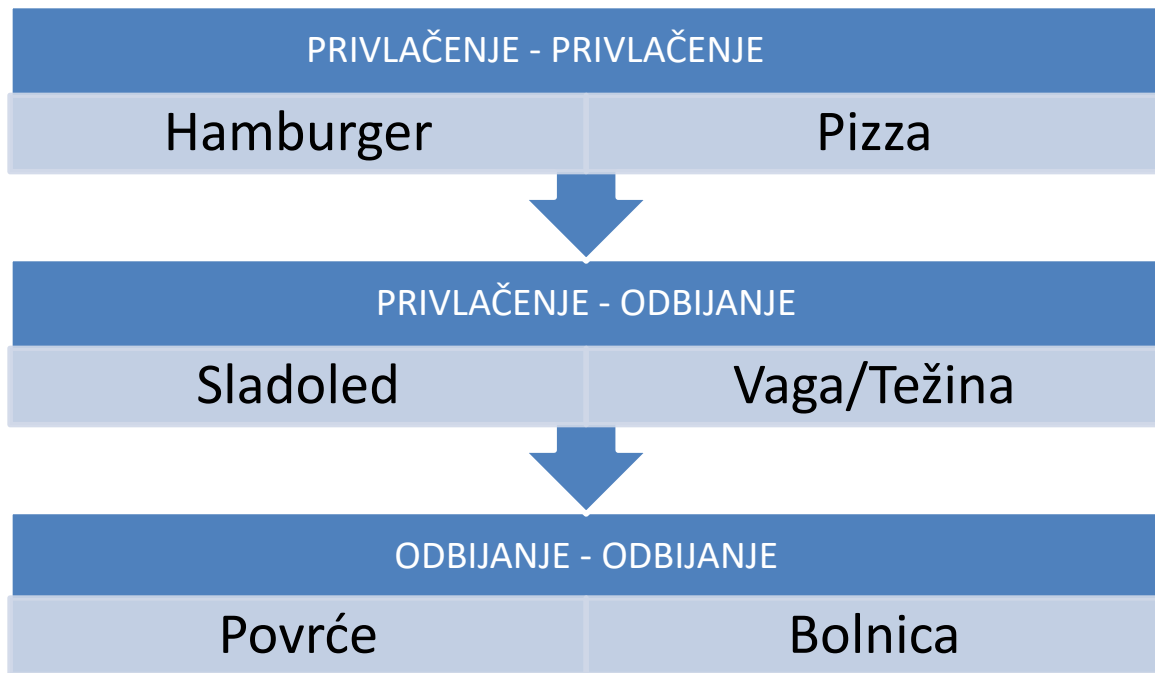 PRIVLAČENJE - PRIVLAČENJE
Hamburger Pizza
PRIVLAČENJE - ODBIJANJE
Sladoled Vaga/Težina
ODBIJANJE - ODBIJANJE
Povrće Bolnica